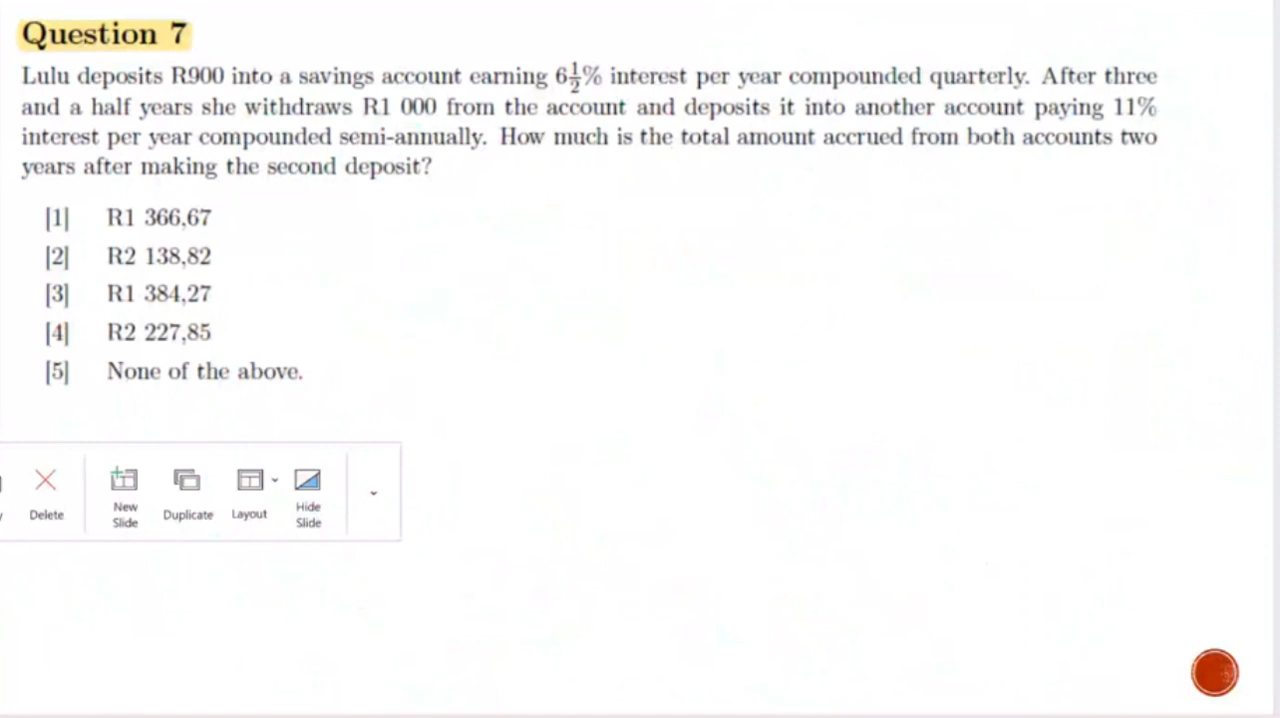 Question 7
Lulu deposits R900 into a savings account earning 6½% interest per year compounded quarterly. After three
and a half years she withdraws R1 000 from the account and deposits it into another account paying 11%
interest per year compounded semi-annually. How much is the total amount accrued from both accounts two
years after making the second deposit?
[1] R1 366,67
[2] R2 138,82
[3] R1 384,27
[4] R2 227,85
[5] None of the above.
Delete
New Slide
Duplicate
Layout
Hide Slide